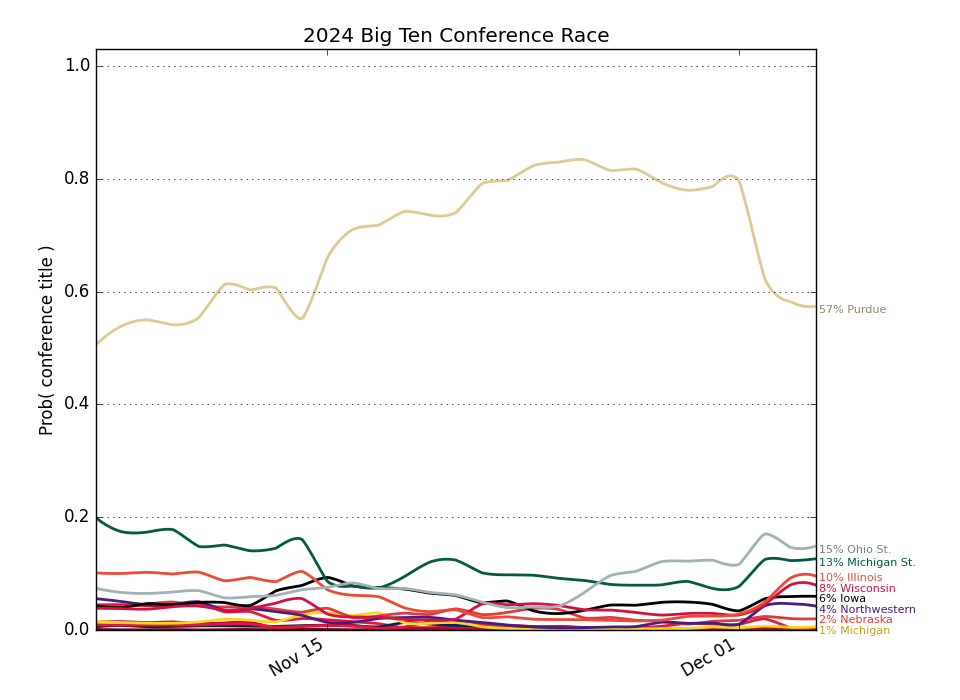 2024 Big Ten Conference Race
Prob( conference title )
1.0
0.8
0.6
0.4
0.2
0.0
Nov 15
Dec 01
57% Purdue
15% Ohio St.
13% Michigan St.
10% Illinois
8% Wisconsin
6% Iowa
4% Northwestern
2% Nebraska
1% Michigan